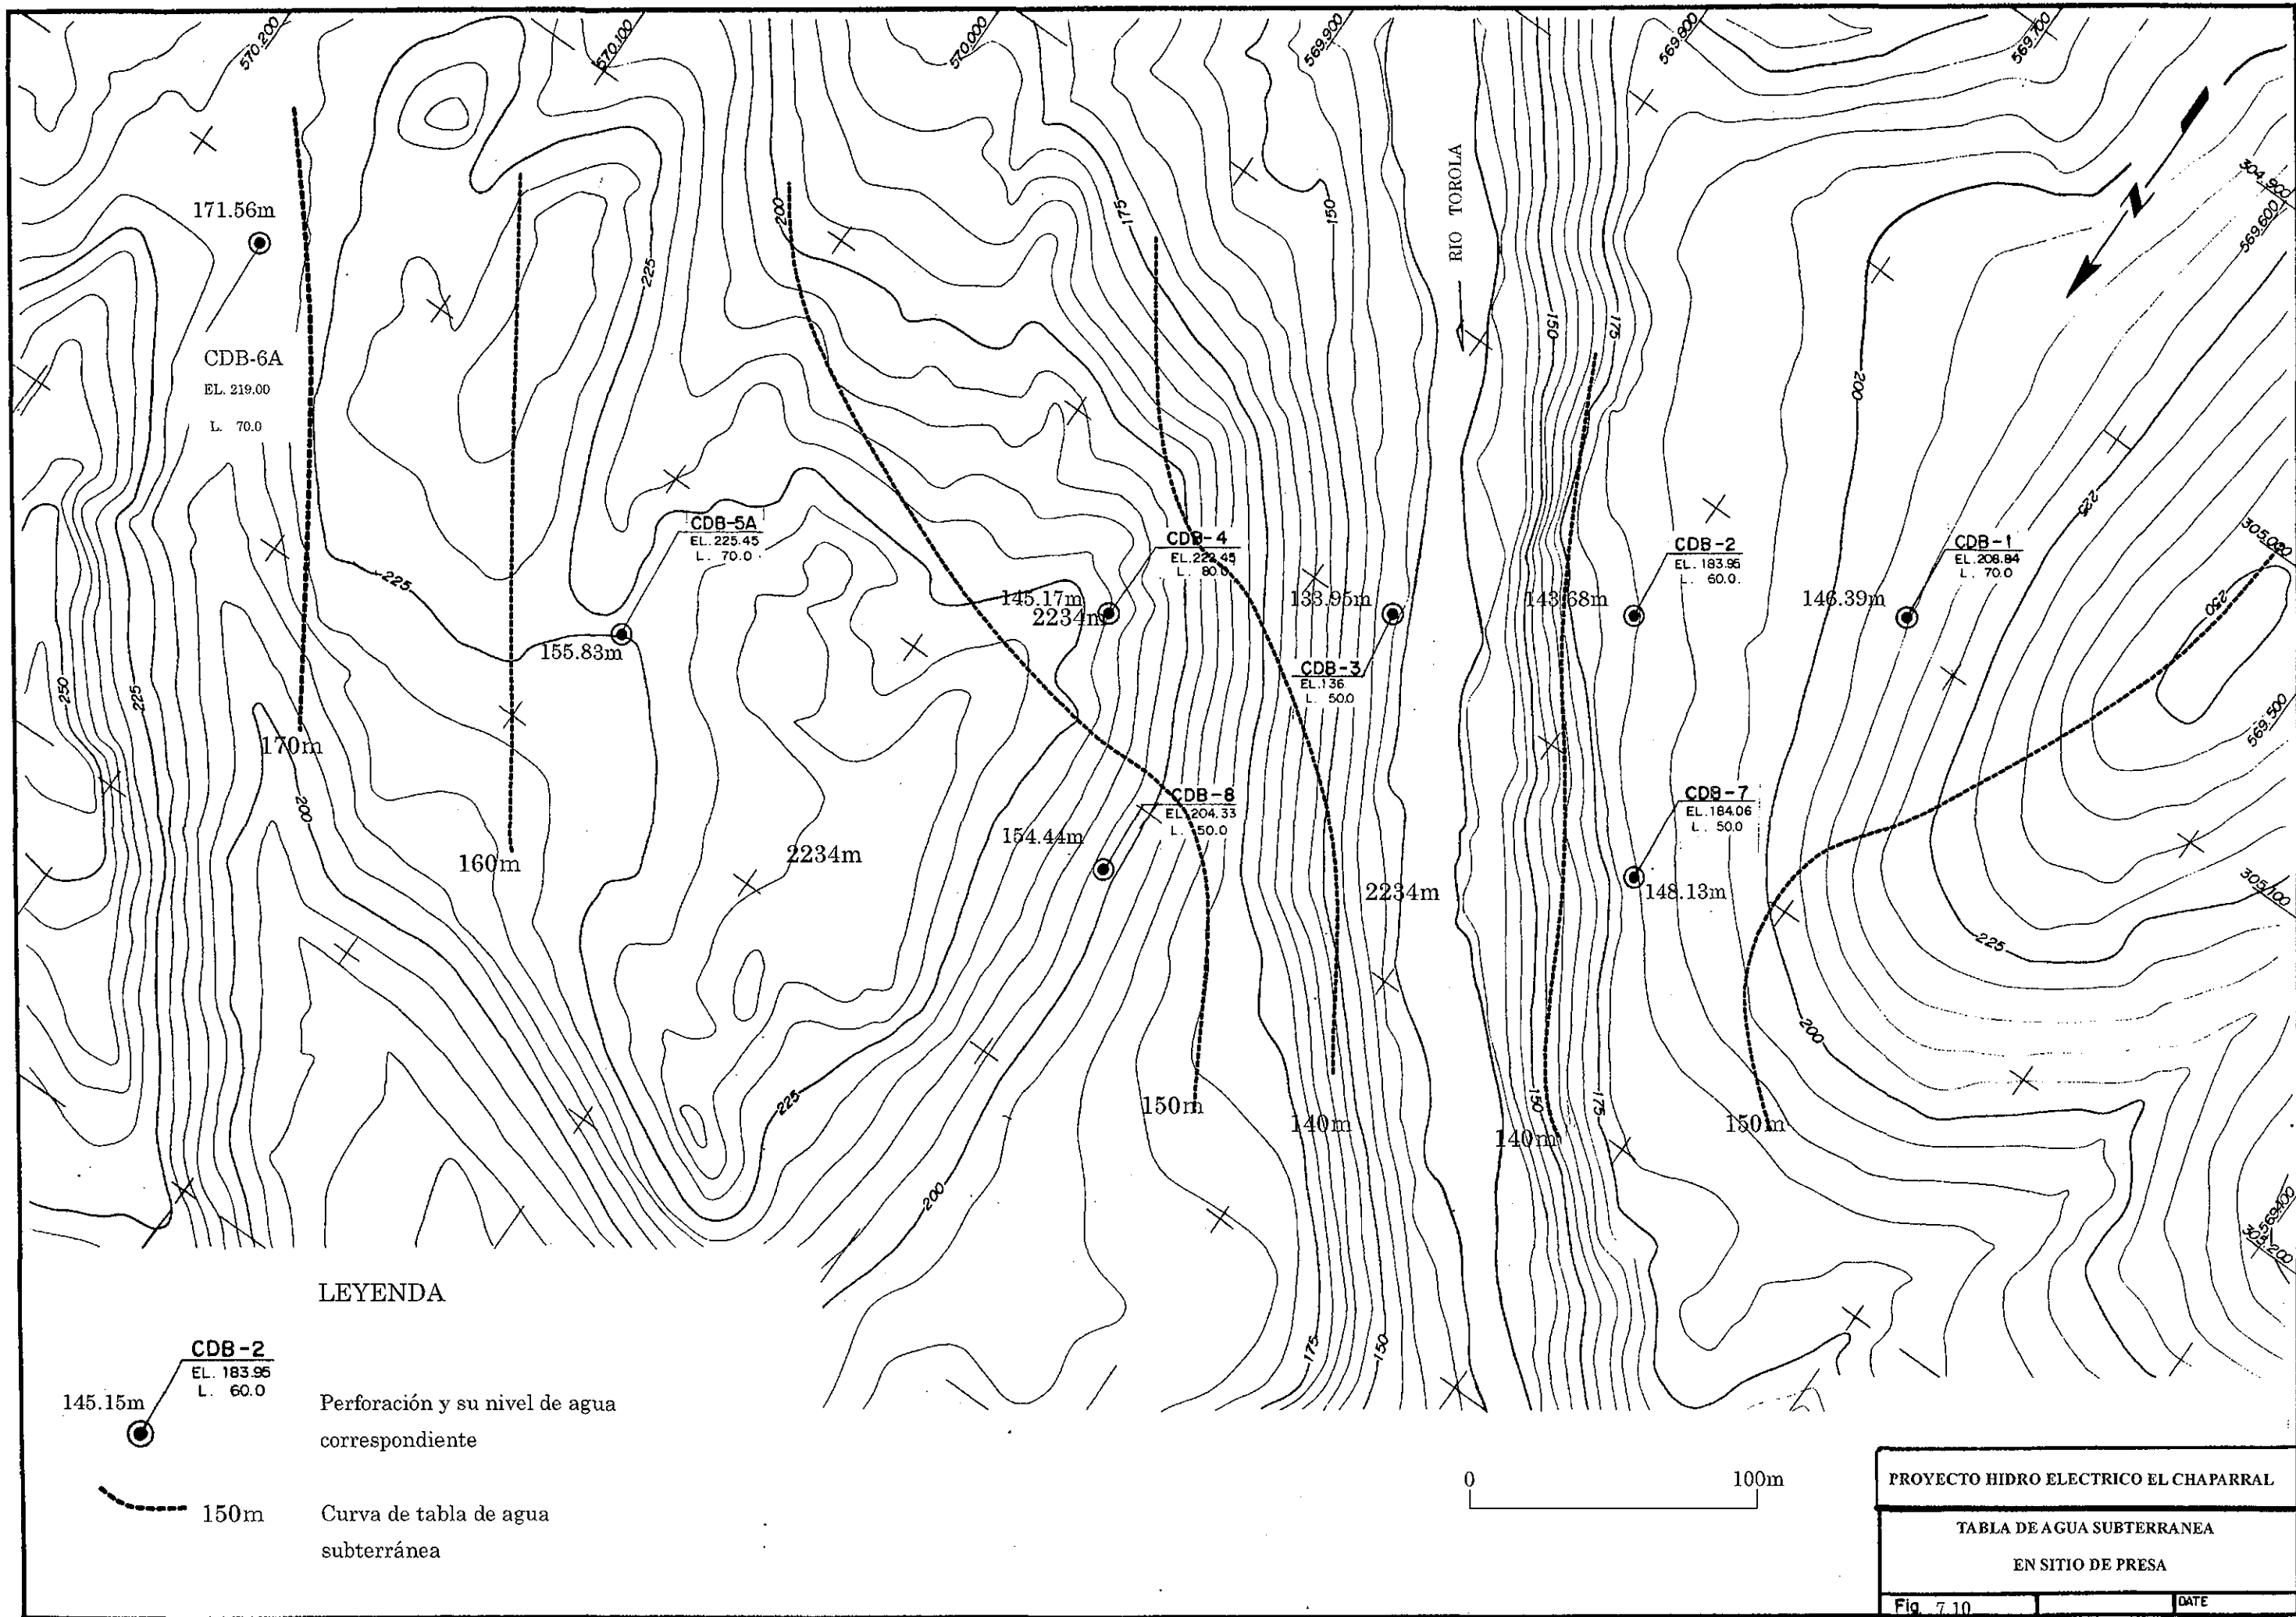 570.200
570.100
570.000
569.900
569.800
569.700
304.900
569.600
N
RIO TOROLA
171.56m
CDB-6A
EL. 219.00
L. 70.0
200
175
150
225
150
175
200
225
CDB-5A
EL. 225.45
L. 70.0
155.83m
225
CDB-4
EL. 222.45
L. 80.0
145.17m
2234m
133.95m
CDB-3
EL. 136.
L. 50.0
CDB-2
EL. 183.95
L. 60.0.
143.68m
CDB-1
EL. 208.84
L. 70.0
146.39m
305.000
250
569.500
250
225
170m
200
160m
2234m
CDB-8
EL. 204.33
L. 50.0
154.44m
2234m
CDB-7
EL. 184.06
L. 50.0
148.13m
305.100
225
200
225
150m
140m
150
175
140m
150m
200
175
150
569.400
305.200
LEYENDA
CDB-2
EL. 183.95
L. 60.0
145.15m
Perforación y su nivel de agua
correspondiente
150m
Curva de tabla de agua
subterránea
0 100m
PROYECTO HIDRO ELECTRICO EL CHAPARRAL
TABLA DE AGUA SUBTERRANEA
EN SITIO DE PRESA
Fig. 7.10
DATE